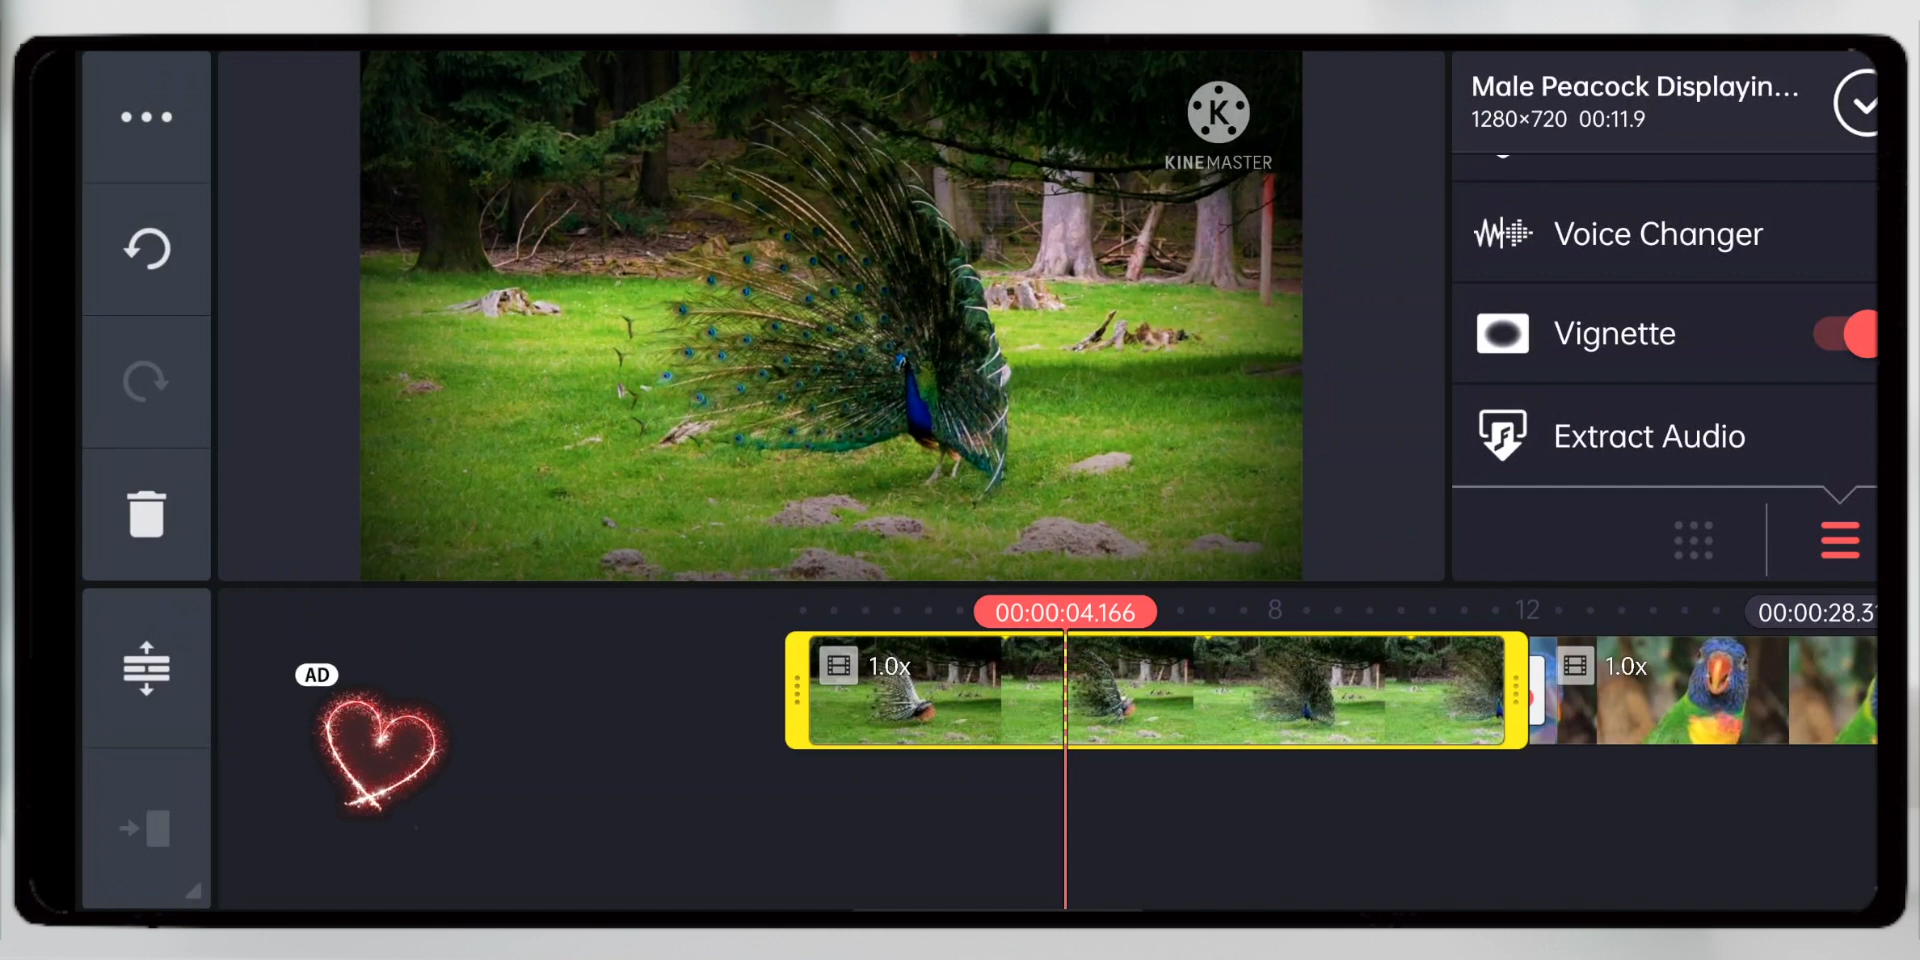 K
KINEMASTER
Male Peacock Displayin...
1280×720 00:11.9
Voice Changer
Vignette
Extract Audio
00:00:04.166
8
12
00:00:28.3
AD
1.0x
1.0x